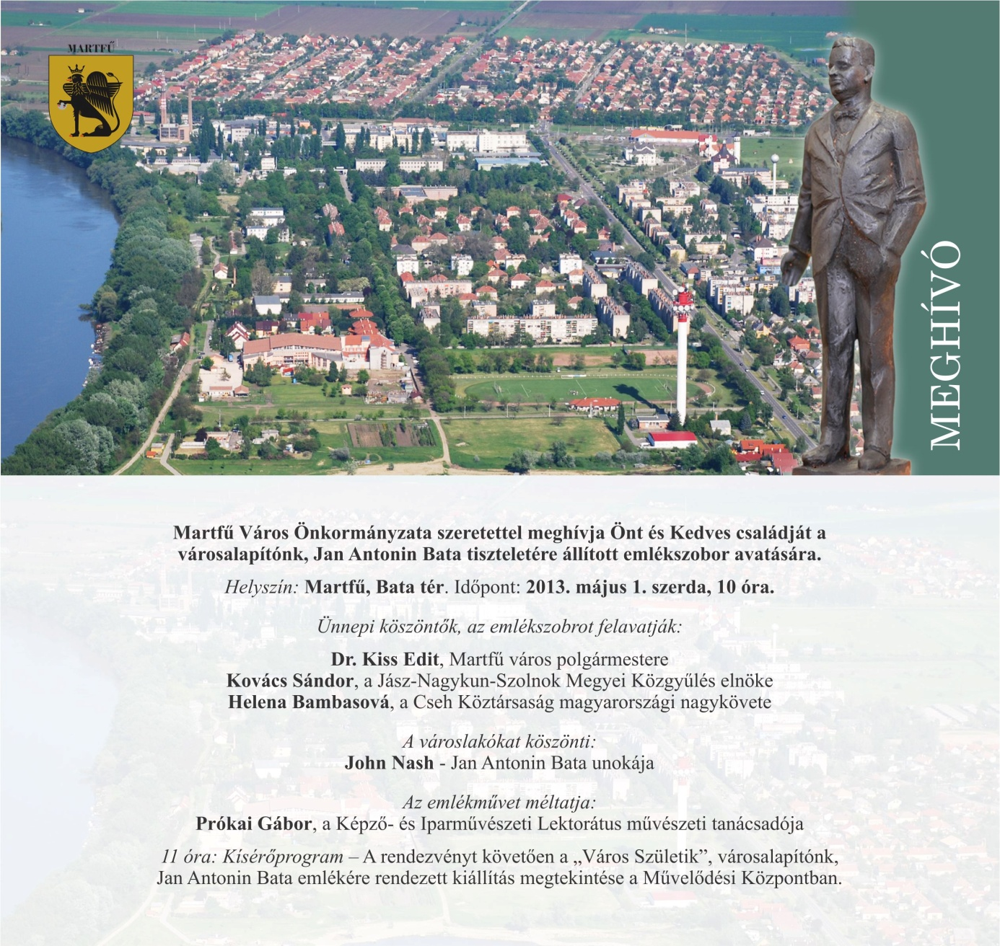 MARTFŰ
MEGHÍVÓ
Martfű Város Önkormányzata szeretettel meghívja Önt és Kedves családját a
városalapítónk, Jan Antonin Bata tiszteletére állított emlékszobor avatására.
Helyszín: Martfű, Bata tér. Időpont: 2013. május 1. szerda, 10 óra.
Ünnepi köszöntők, az emlékszobrot felavatják:
Dr. Kiss Edit, Martfű város polgármestere
Kovács Sándor, a Jász-Nagykun-Szolnok Megyei Közgyűlés elnöke
Helena Bambasová, a Cseh Köztársaság magyarországi nagykövete
A városlakókat köszönti:
John Nash - Jan Antonin Bata unokája
Az emlékművet méltatja:
Prókai Gábor, a Képző- és Iparművészeti Lektorátus művészeti tanácsadója
11 óra: Kísérőprogram – A rendezvényt követően a „Város Születik”, városalapítónk,
Jan Antonin Bata emlékére rendezett kiállítás megtekintése a Művelődési Központban.